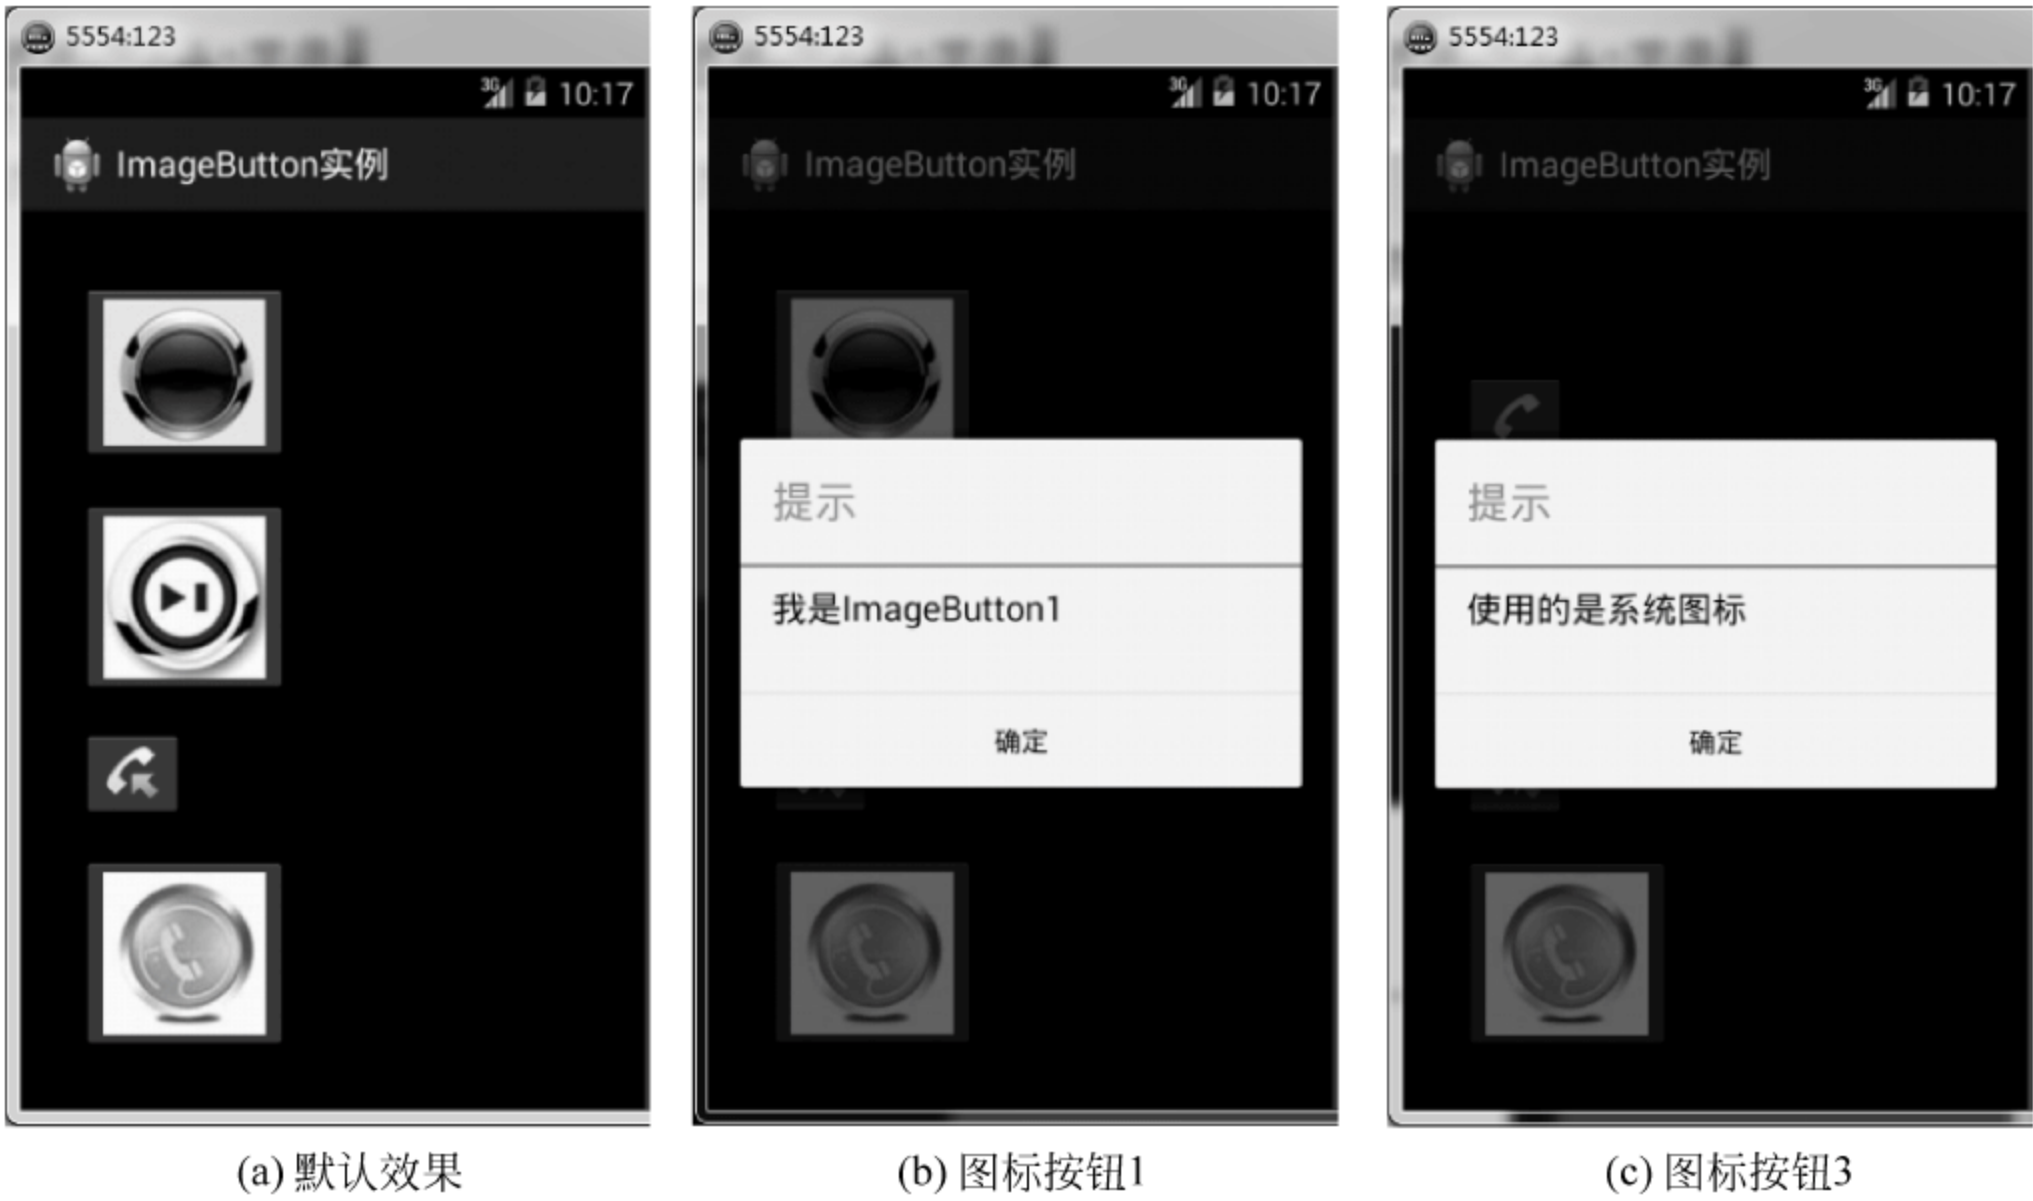 5554:123
3G 10:17
ImageButton实例
(a) 默认效果
5554:123
3G 10:17
ImageButton实例
提示
我是ImageButton1
确定
(b) 图标按钮1
5554:123
3G 10:17
ImageButton实例
提示
使用的是系统图标
确定
(c) 图标按钮3